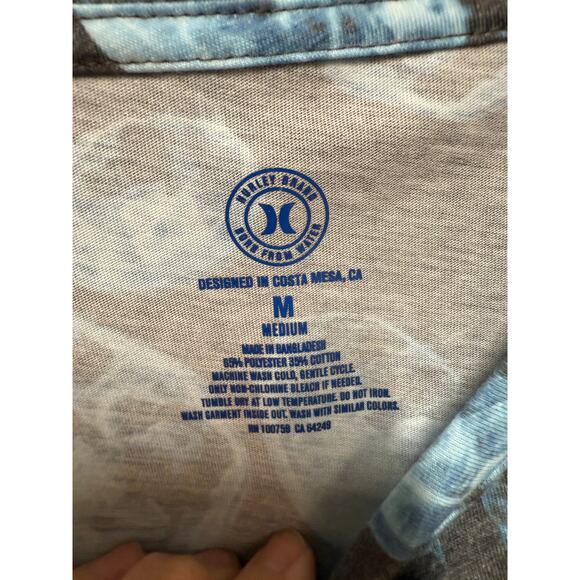 HURLEY BRAND
BORN FROM WATER
DESIGNED IN COSTA MESA, CA
M
MEDIUM
MADE IN BANGLADESH
65% POLYESTER 35% COTTON
MACHINE WASH COLD, GENTLE CYCLE.
ONLY NON-CHLORINE BLEACH IF NEEDED.
TUMBLE DRY AT LOW TEMPERATURE. DO NOT IRON.
WASH GARMENT INSIDE OUT. WASH WITH SIMILAR COLORS.
RN 100759 CA 64249